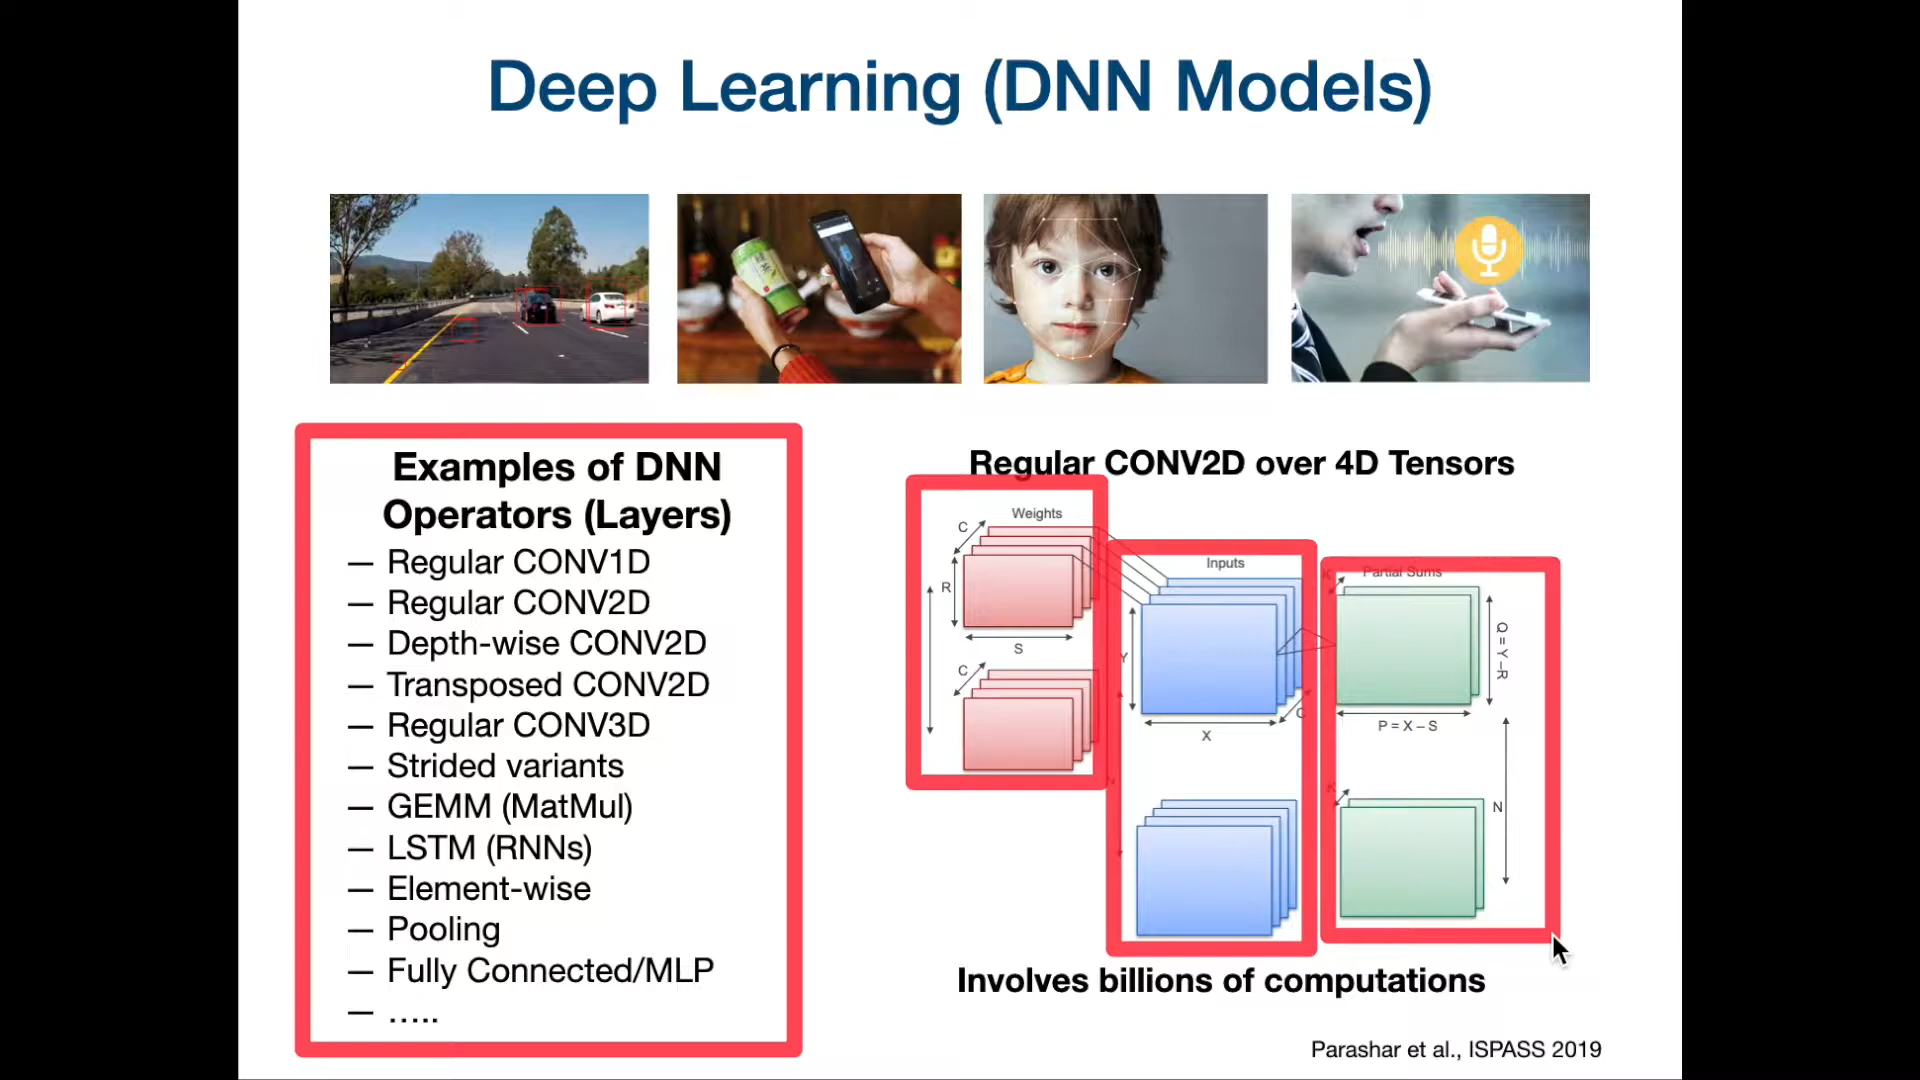 Deep Learning (DNN Models)
Examples of DNN
Operators (Layers)
— Regular CONV1D
— Regular CONV2D
— Depth-wise CONV2D
— Transposed CONV2D
— Regular CONV3D
— Strided variants
— GEMM (MatMul)
— LSTM (RNNs)
— Element-wise
— Pooling
— Fully Connected/MLP
— .....
Regular CONV2D over 4D Tensors
Weights
C
R
S
C
Inputs
Y
X
C
N
Partial Sums
K
Q = Y – R
P = X – S
K
N
Involves billions of computations
Parashar et al., ISPASS 2019